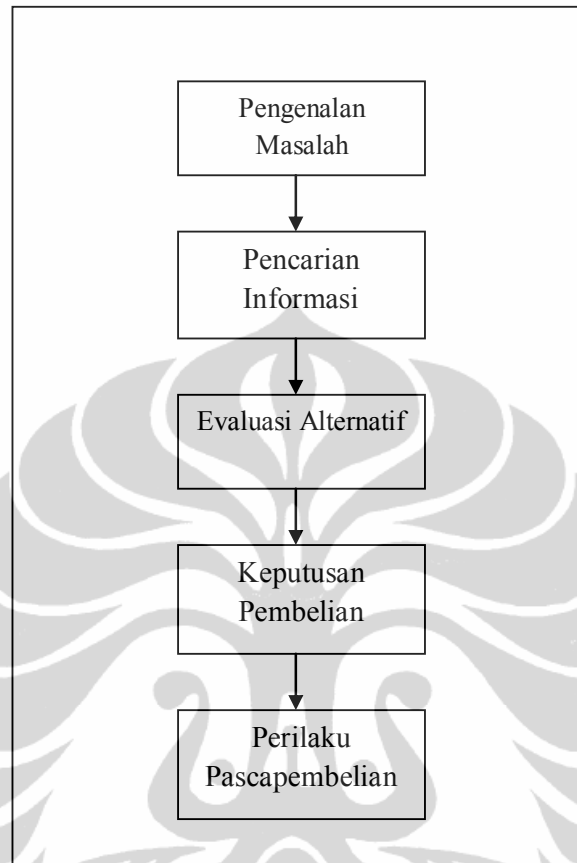 Pengenalan
Masalah
Pencarian
Informasi
Evaluasi Alternatif
Keputusan
Pembelian
Perilaku
Pascapembelian